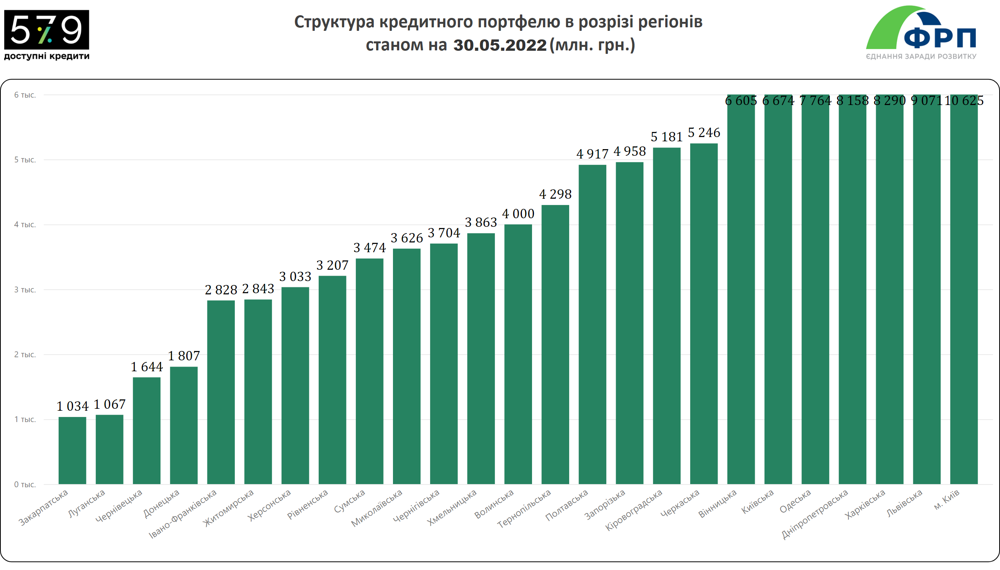 5 7 9
доступні кредити
Структура кредитного портфелю в розрізі регіонів
станом на 30.05.2022 (млн. грн.)
ФРП
ЄДНАННЯ ЗАРАДИ РОЗВИТКУ
6 тыс.
5 тыс.
4 тыс.
3 тыс.
2 тыс.
1 тыс.
0 тыс.
1 034
1 067
1 644
1 807
2 828
2 843
3 033
3 207
3 474
3 626
3 704
3 863
4 000
4 298
4 917
4 958
5 181
5 246
6 605
6 674
7 764
8 158
8 290
9 071
10 625
Закарпатська
Луганська
Чернівецька
Донецька
Івано-Франківська
Житомирська
Херсонська
Рівненська
Сумська
Миколаївська
Чернігівська
Хмельницька
Волинська
Тернопільська
Полтавська
Запорізька
Кіровоградська
Черкаська
Вінницька
Київська
Одеська
Дніпропетровська
Харківська
Львівська
м. Київ